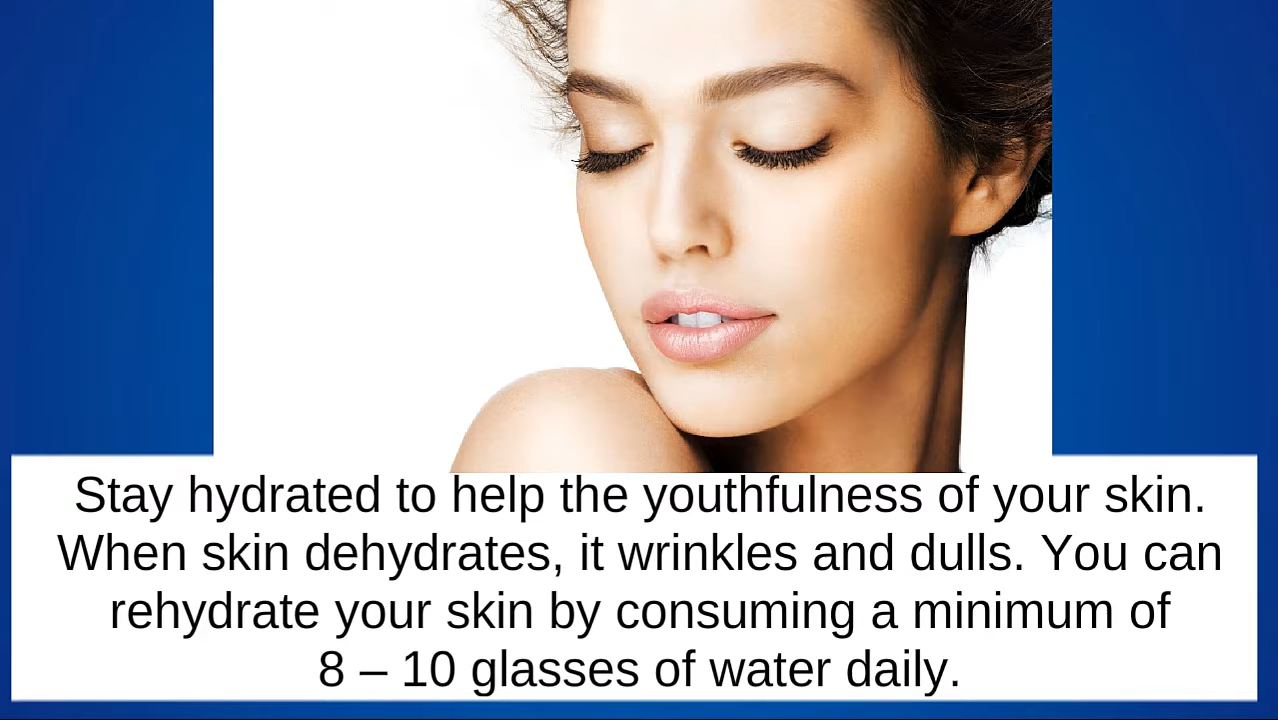 Stay hydrated to help the youthfulness of your skin.
When skin dehydrates, it wrinkles and dulls. You can
rehydrate your skin by consuming a minimum of
8 – 10 glasses of water daily.